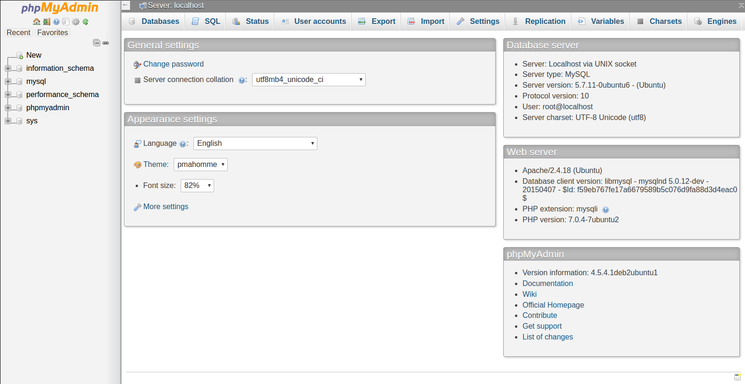 phpMyAdmin
Recent Favorites
New
information_schema
mysql
performance_schema
phpmyadmin
sys
Server: localhost
Databases SQL Status User accounts Export Import Settings Replication Variables Charsets Engines
General settings
Change password
Server connection collation : utf8mb4_unicode_ci
Appearance settings
Language : English
Theme: pmahomme
Font size: 82%
More settings
Database server
Server: Localhost via UNIX socket
Server type: MySQL
Server version: 5.7.11-0ubuntu6 - (Ubuntu)
Protocol version: 10
User: root@localhost
Server charset: UTF-8 Unicode (utf8)
Web server
Apache/2.4.18 (Ubuntu)
Database client version: libmysql - mysqlnd 5.0.12-dev -
20150407 - $Id: f59eb767fe17a6679589b5c076d9fa88d3d4eac0
$
PHP extension: mysqli
PHP version: 7.0.4-7ubuntu2
phpMyAdmin
Version information: 4.5.4.1deb2ubuntu1
Documentation
Wiki
Official Homepage
Contribute
Get support
List of changes